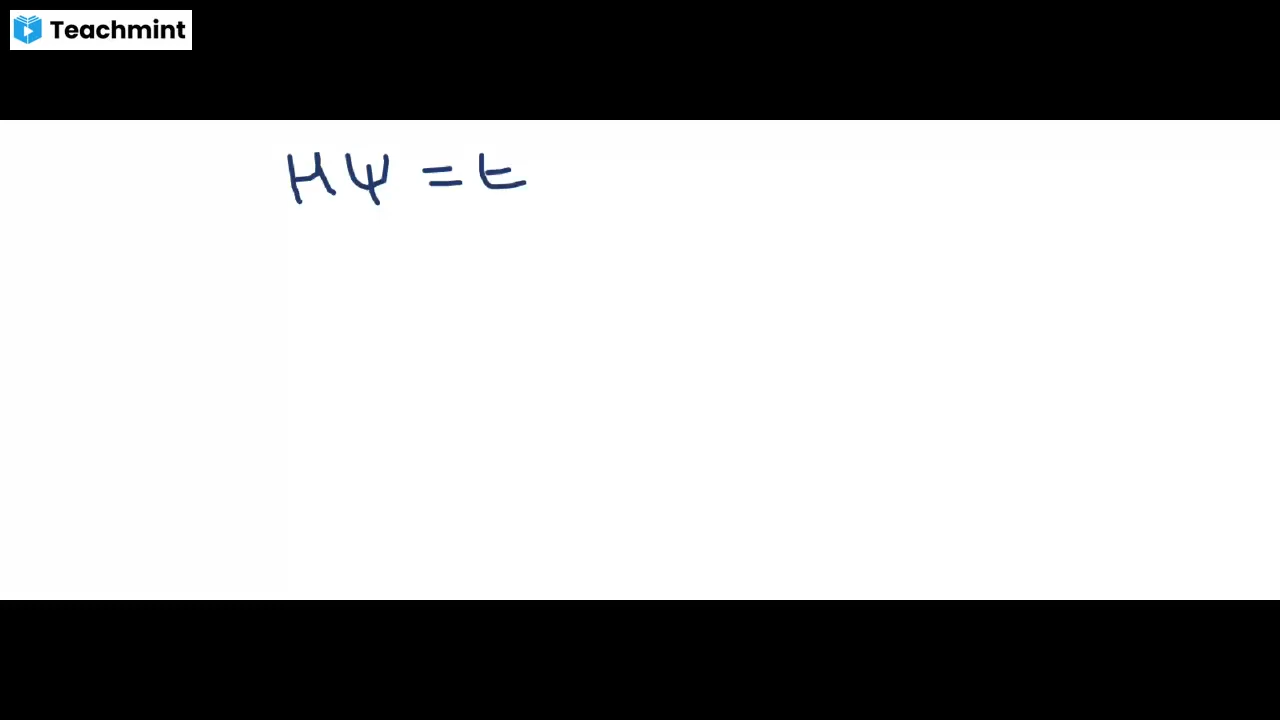 Teachmint
Hψ = E